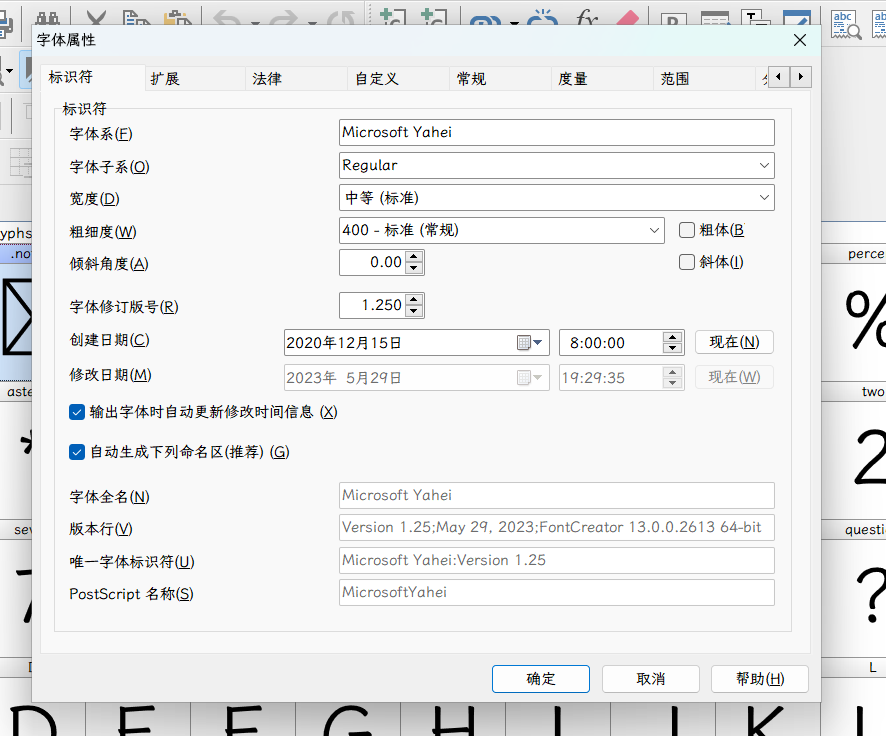 字体属性
标识符 扩展 法律 自定义 常规 度量 范围
标识符
字体系(F) Microsoft Yahei
字体子系(O) Regular
宽度(D) 中等 (标准)
粗细度(W) 400 - 标准 (常规) 粗体(B
倾斜角度(A) 0.00 斜体(I)
字体修订版号(R) 1.250
创建日期(C) 2020年12月15日 8:00:00 现在(N)
修改日期(M) 2023年 5月29日 19:29:35 现在(W)
输出字体时自动更新修改时间信息 (X)
自动生成下列命名区(推荐) (G)
字体全名(N) Microsoft Yahei
版本行(V) Version 1.25;May 29, 2023;FontCreator 13.0.0.2613 64-bit
唯一字体标识符(U) Microsoft Yahei:Version 1.25
PostScript 名称(S) MicrosoftYahei
确定 取消 帮助(H)
yphs
.no
perce
%
aste
two
*
2
sev
questi
7
?
L
D E F G H I J K L